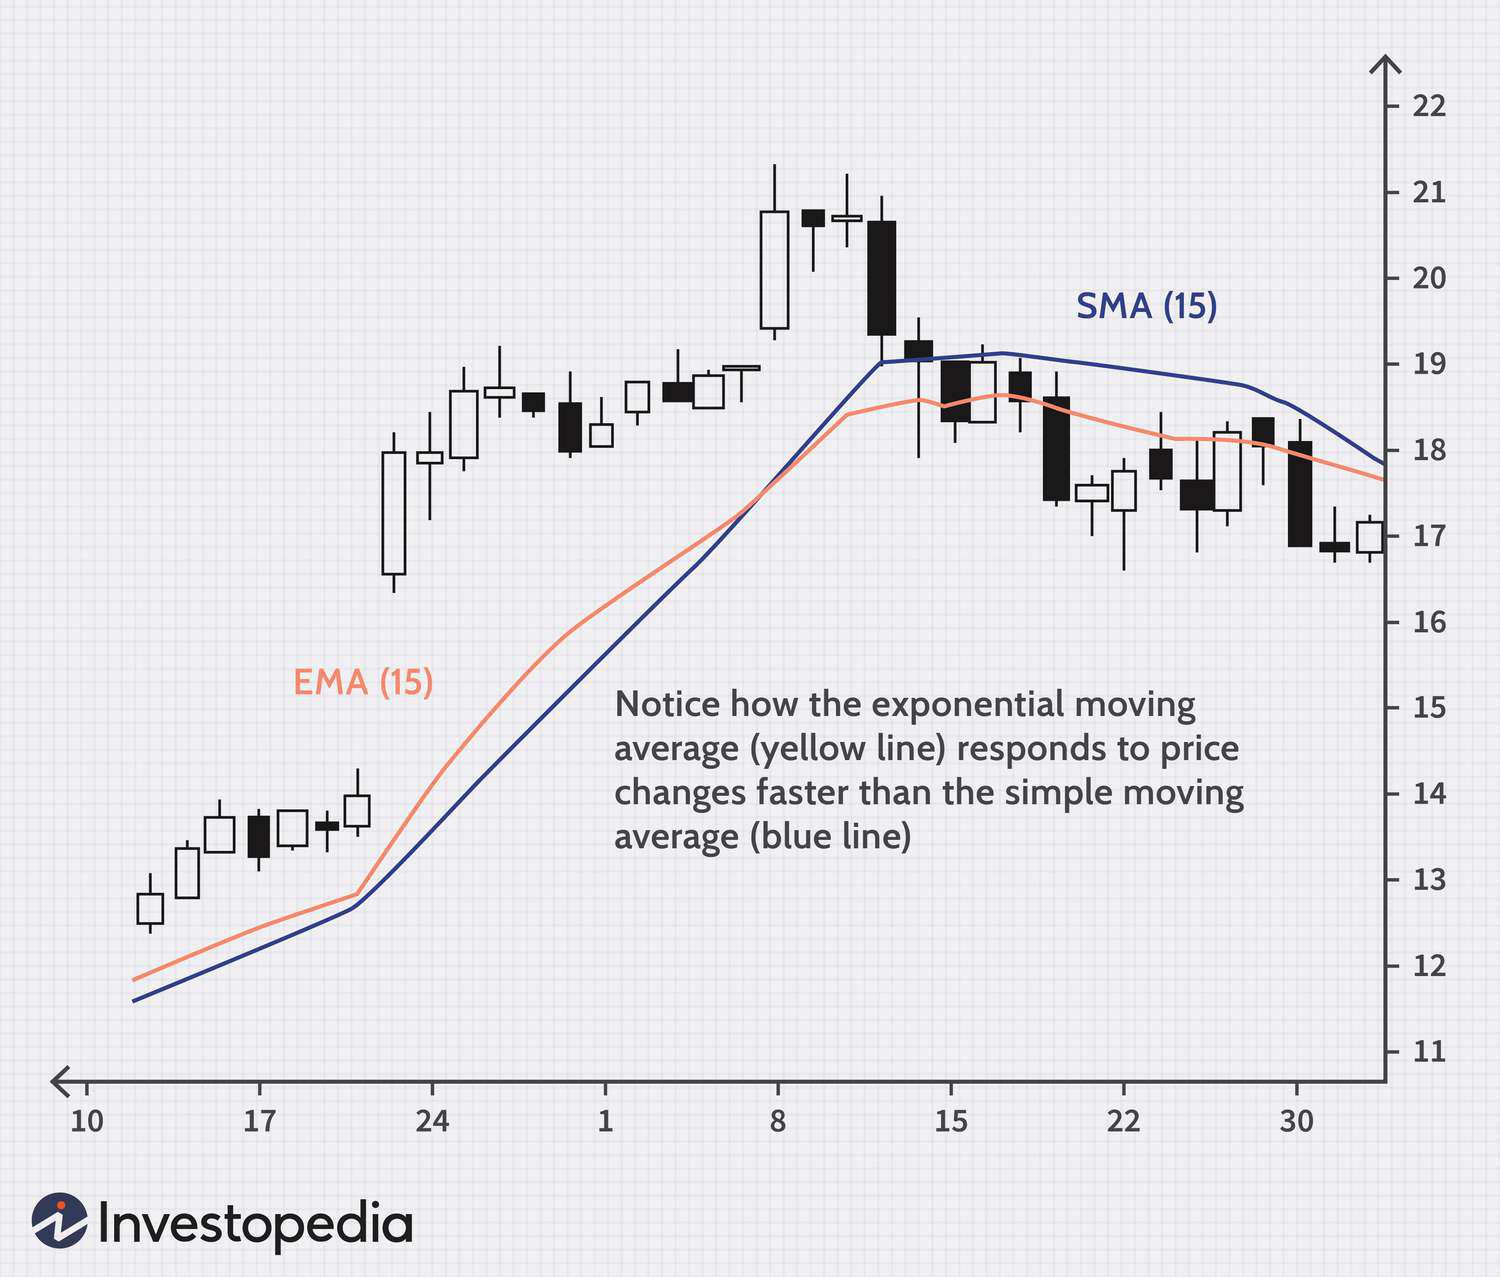 22
21
20
SMA (15)
19
18
17
16
EMA (15)
15
Notice how the exponential moving
average (yellow line) responds to price
changes faster than the simple moving
average (blue line)
14
13
12
11
10 17 24 1 8 15 22 30
Investopedia